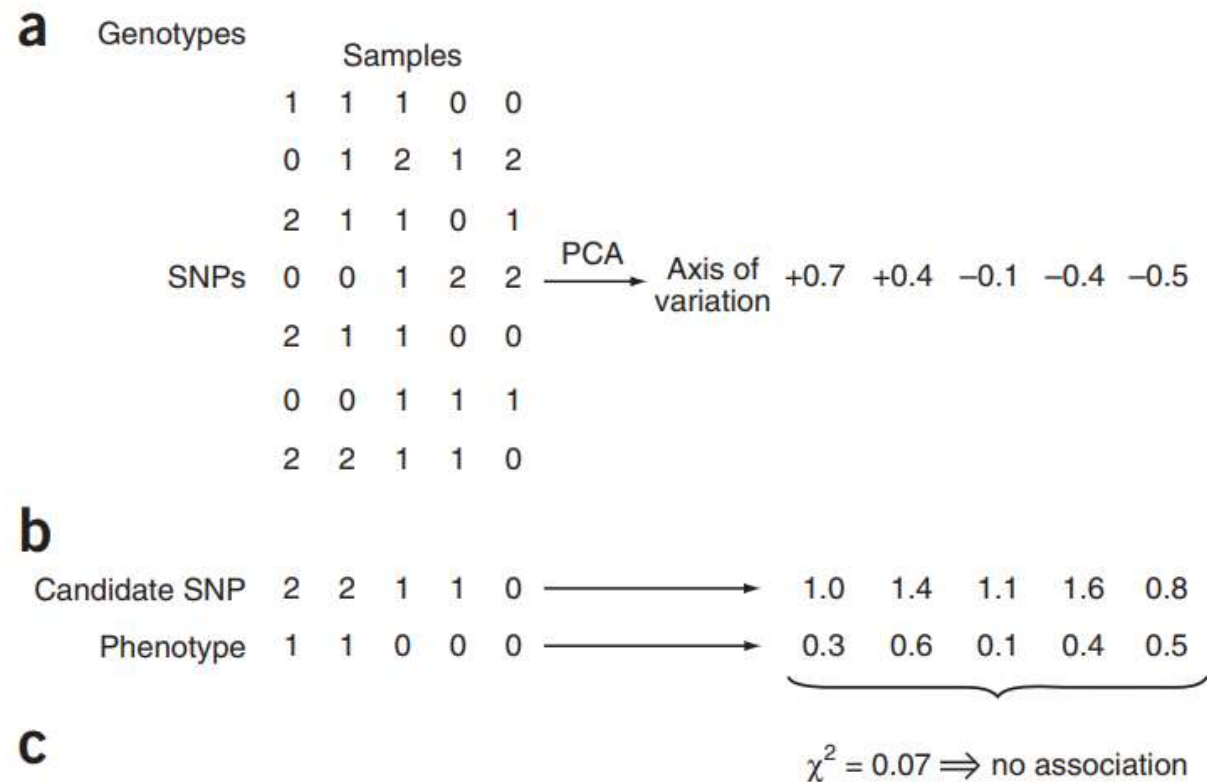 a Genotypes
Samples
1 1 1 0 0
0 1 2 1 2
2 1 1 0 1
SNPs 0 0 1 2 2 PCA Axis of variation +0.7 +0.4 –0.1 –0.4 –0.5
2 1 1 0 0
0 0 1 1 1
2 2 1 1 0
b
Candidate SNP 2 2 1 1 0 1.0 1.4 1.1 1.6 0.8
Phenotype 1 1 0 0 0 0.3 0.6 0.1 0.4 0.5
c
χ² = 0.07 ⇒ no association